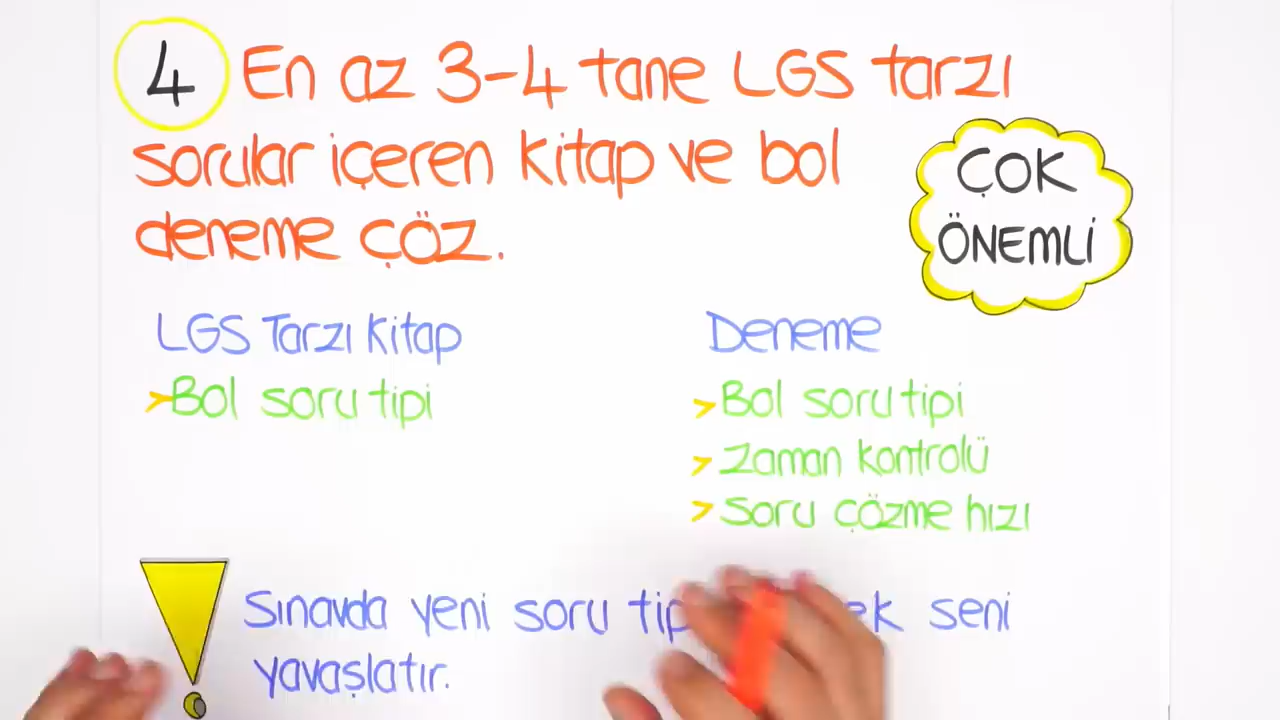 4 En az 3-4 tane LGS tarzı
sorular içeren kitap ve bol
deneme çöz.
ÇOK
ÖNEMLİ
LGS Tarzı Kitap
>Bol soru tipi
Deneme
>Bol soru tipi
>Zaman kontrolü
>Soru çözme hızı
Sınavda yeni soru seni
yavaşlatır.